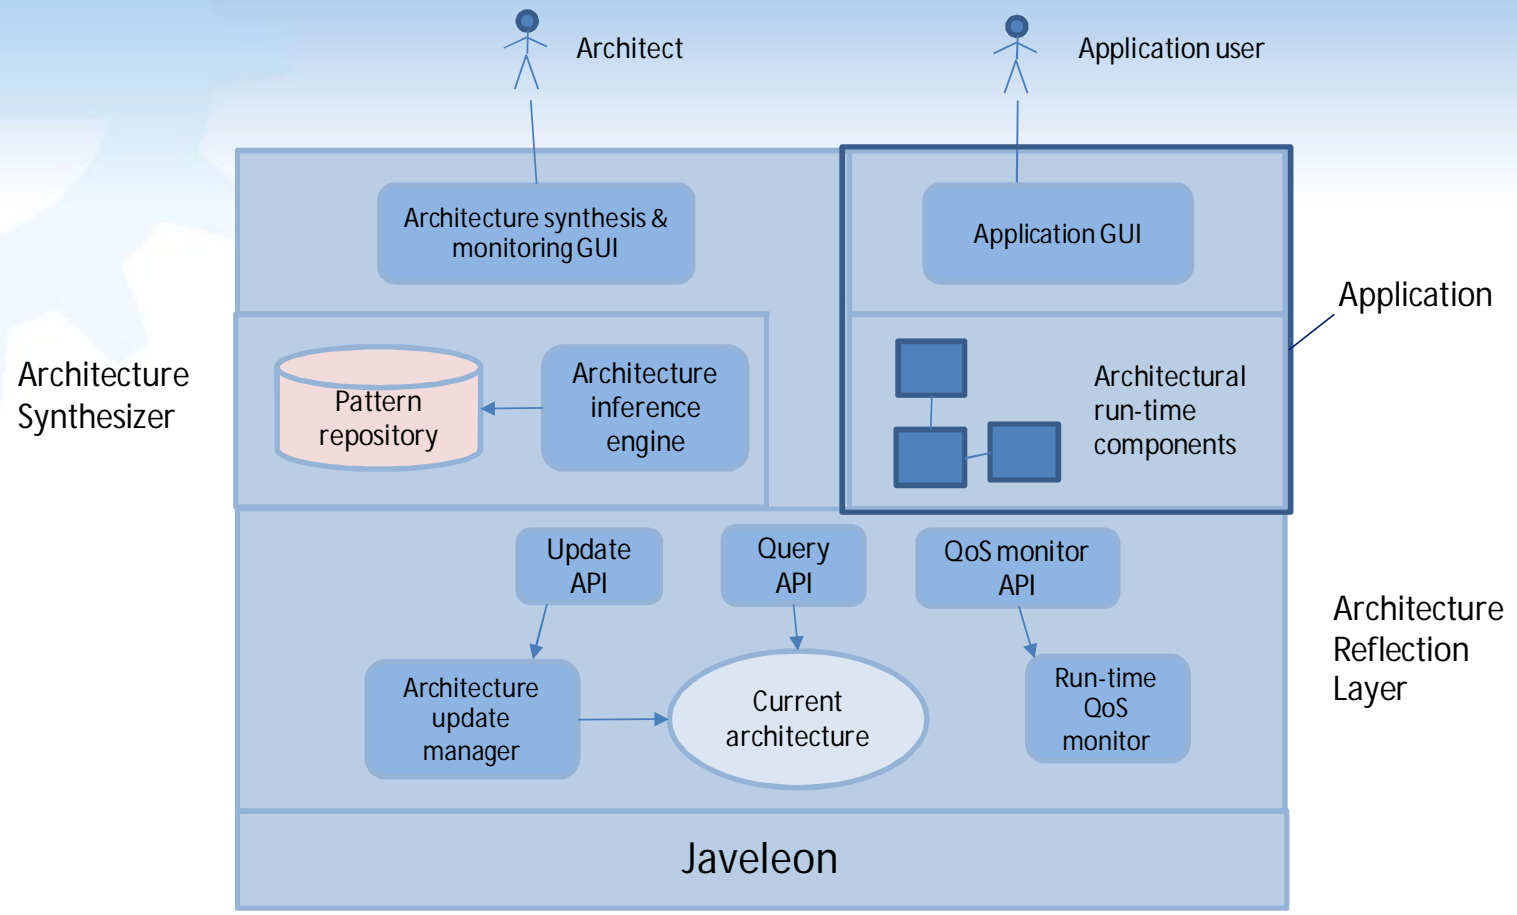 Architect
Application user
Architecture synthesis &
monitoring GUI
Application GUI
Application
Architecture
Synthesizer
Pattern
repository
Architecture
inference
engine
Architectural
run-time
components
Update
API
Query
API
QoS monitor
API
Architecture
Reflection
Layer
Architecture
update
manager
Current
architecture
Run-time
QoS
monitor
Javeleon